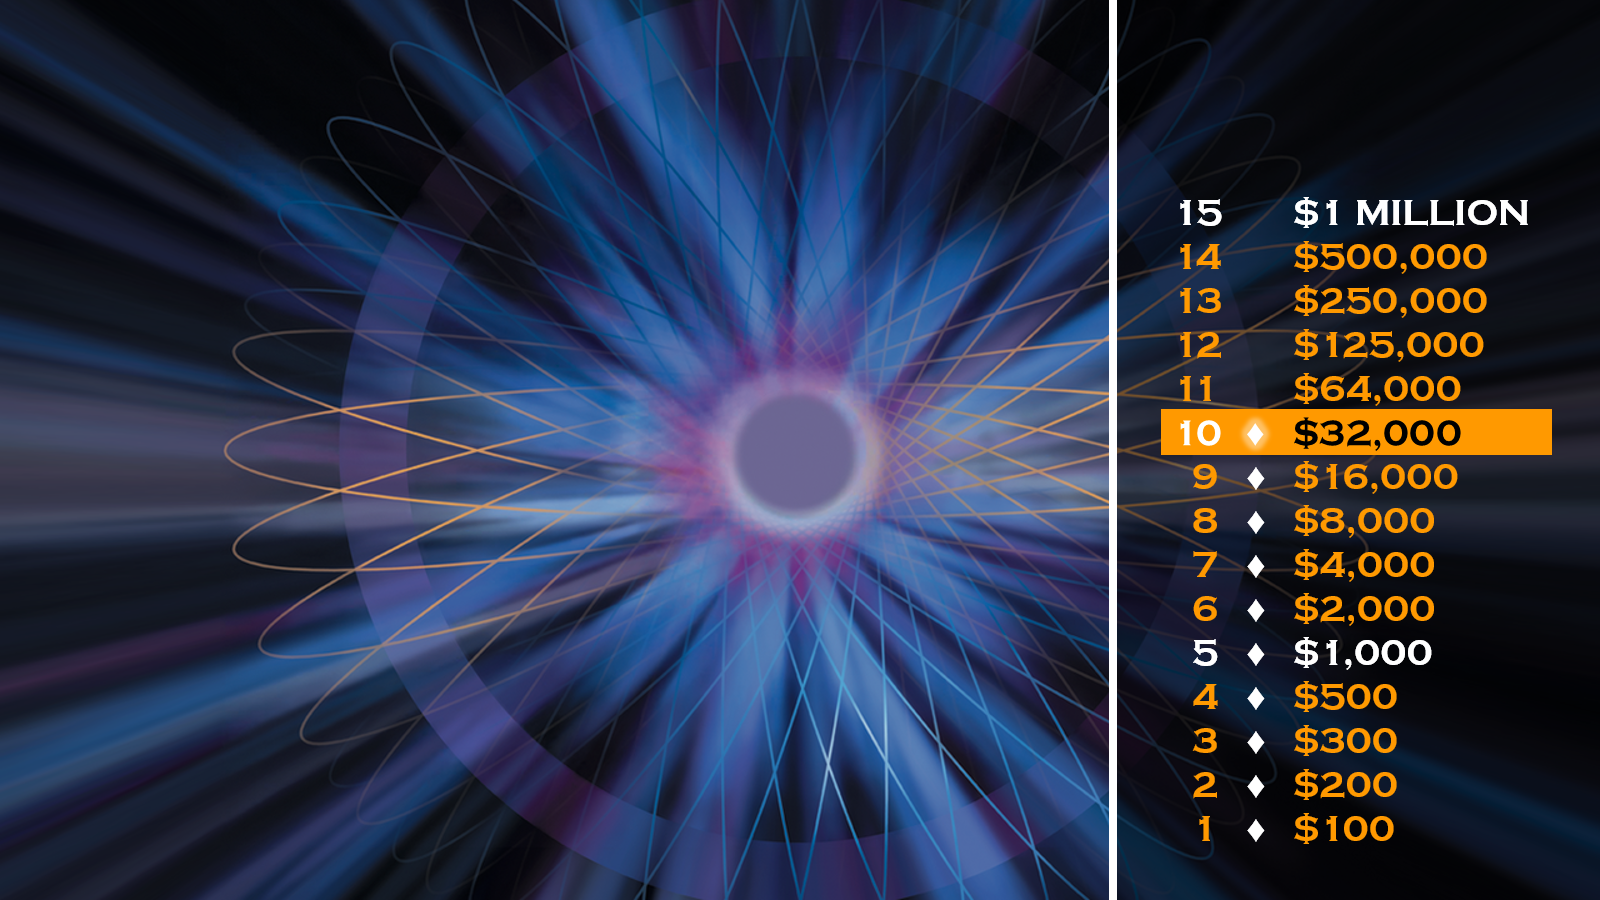 15 $1 MILLION
14 $500,000
13 $250,000
12 $125,000
11 $64,000
10 ♦ $32,000
9 ♦ $16,000
8 ♦ $8,000
7 ♦ $4,000
6 ♦ $2,000
5 ♦ $1,000
4 ♦ $500
3 ♦ $300
2 ♦ $200
1 ♦ $100